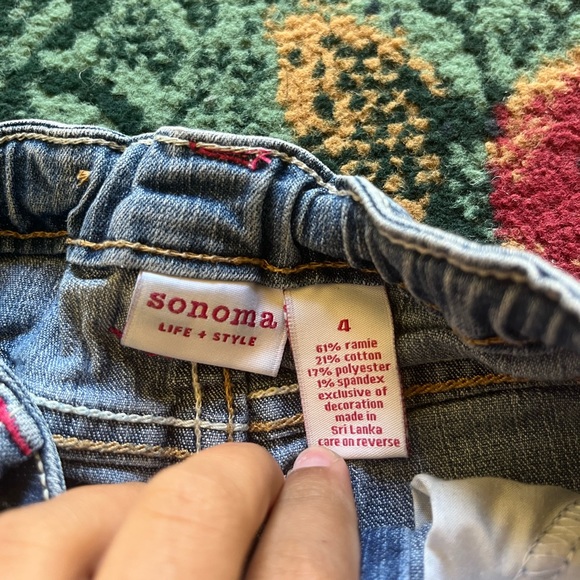 sonoma
LIFE + STYLE
4
61% ramie
21% cotton
17% polyester
1% spandex
exclusive of
decoration
made in
Sri Lanka
care on reverse